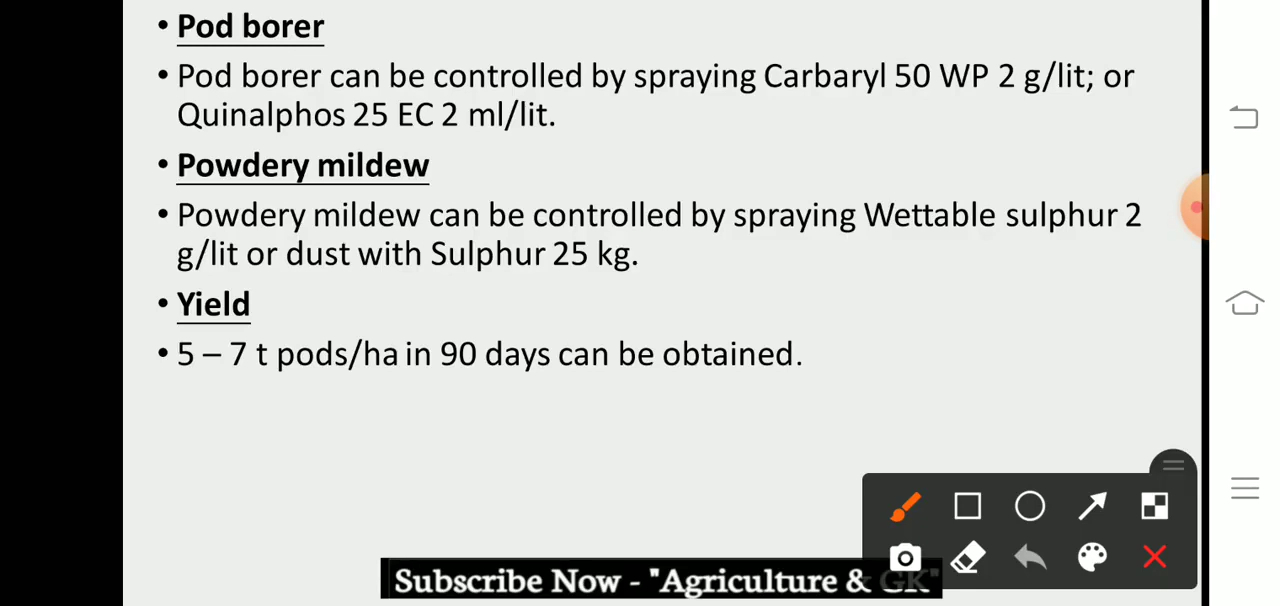 • Pod borer
• Pod borer can be controlled by spraying Carbaryl 50 WP 2 g/lit; or
Quinalphos 25 EC 2 ml/lit.
• Powdery mildew
• Powdery mildew can be controlled by spraying Wettable sulphur 2
g/lit or dust with Sulphur 25 kg.
• Yield
• 5 – 7 t pods/ha in 90 days can be obtained.
Subscribe Now - "Agriculture & GK"